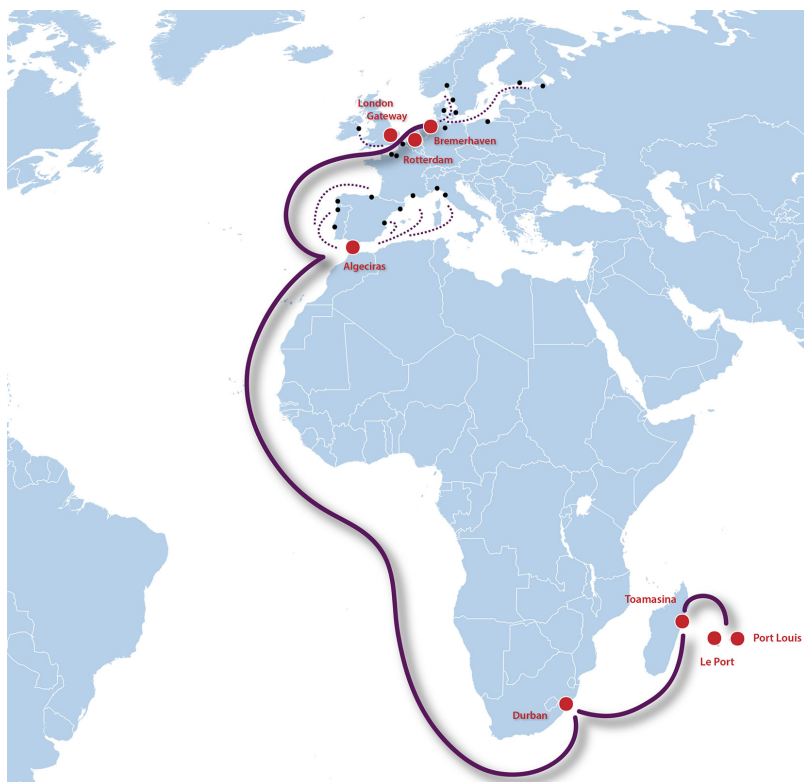 London
Gateway
Bremerhaven
Rotterdam
Algeciras
Toamasina
Port Louis
Le Port
Durban